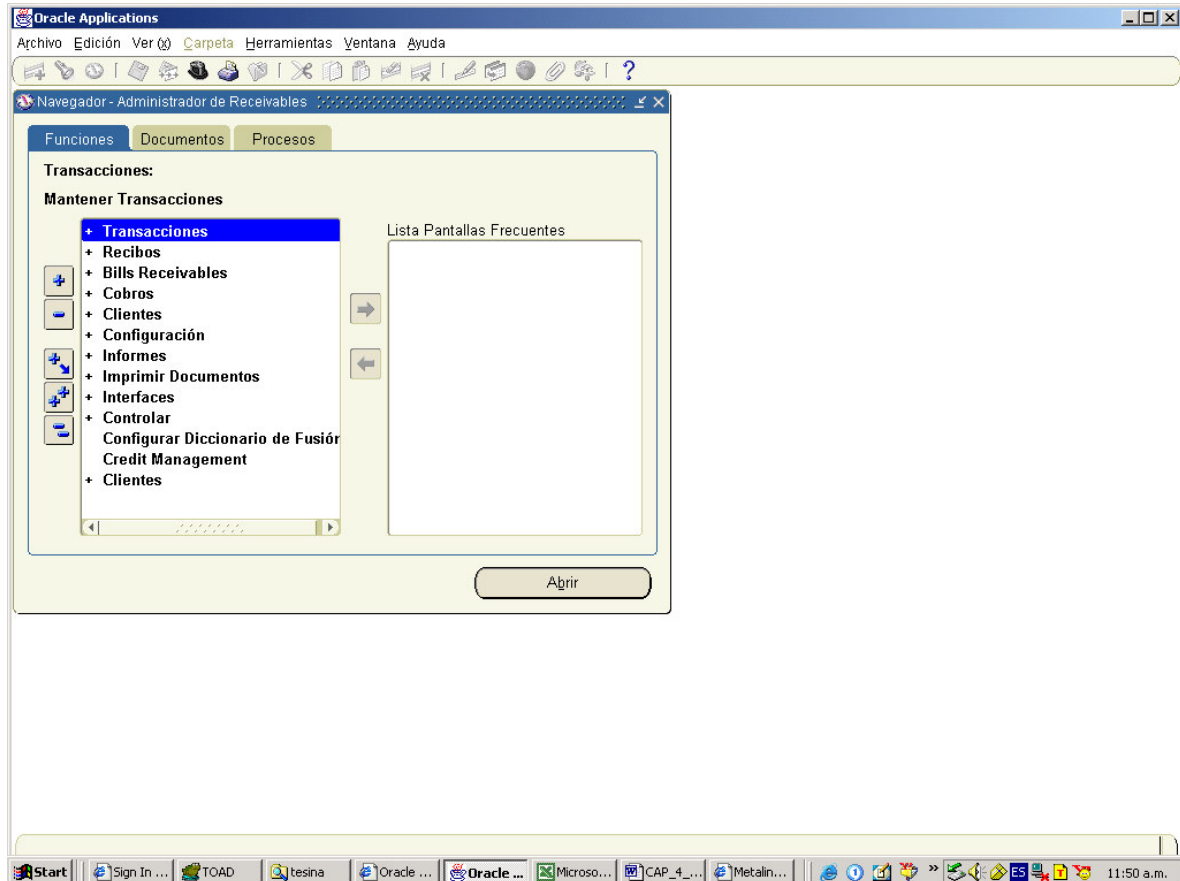 Oracle Applications
Archivo Edición Ver (x) Carpeta Herramientas Ventana Ayuda
?
Navegador - Administrador de Receivables
Funciones Documentos Procesos
Transacciones:
Mantener Transacciones
+ Transacciones
+ Recibos
+ Bills Receivables
+ Cobros
+ Clientes
+ Configuración
+ Informes
+ Imprimir Documentos
+ Interfaces
+ Controlar
Configurar Diccionario de Fusiór
Credit Management
+ Clientes
Lista Pantallas Frecuentes
Abrir
Start Sign In ... TOAD tesina Oracle ... Oracle ... Microso... CAP_4_... Metalin... » ES 11:50 a.m.